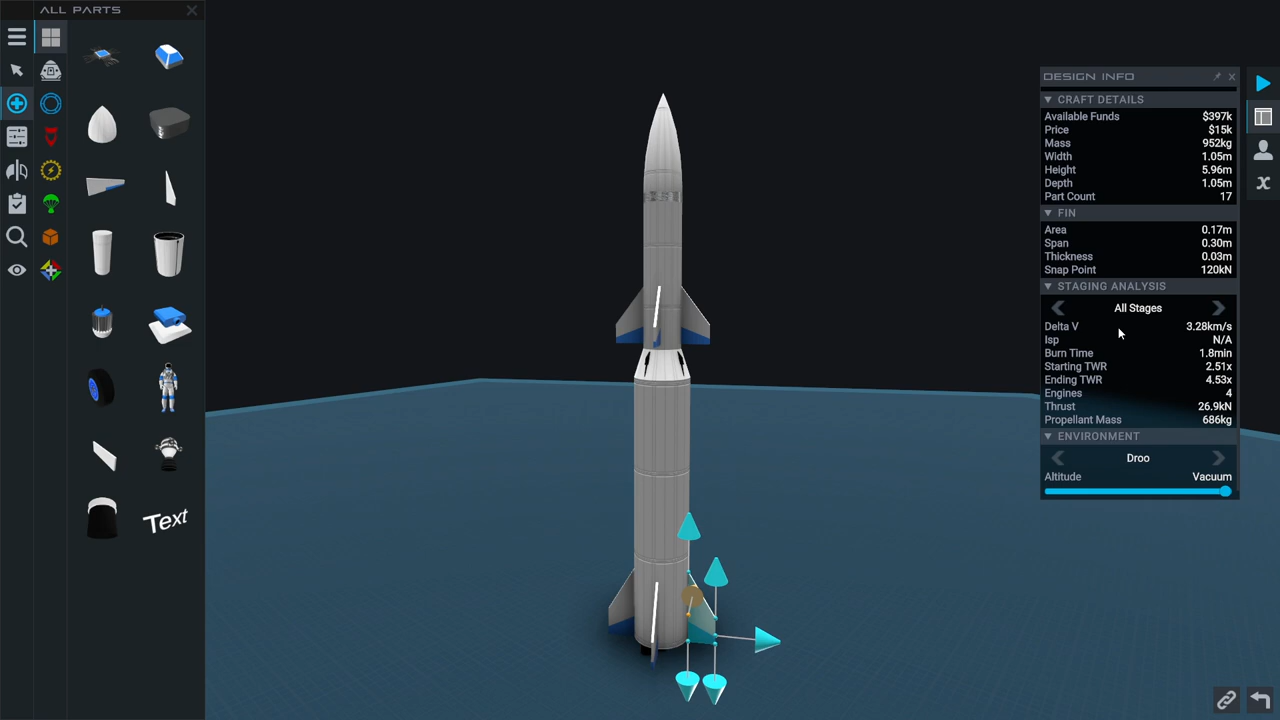 ALL PARTS
Text
DESIGN INFO
CRAFT DETAILS
Available Funds $397k
Price $15k
Mass 952kg
Width 1.05m
Height 5.96m
Depth 1.05m
Part Count 17
FIN
Area 0.17m
Span 0.30m
Thickness 0.03m
Snap Point 120kN
STAGING ANALYSIS
All Stages
Delta V 3.28km/s
Isp N/A
Burn Time 1.8min
Starting TWR 2.51x
Ending TWR 4.53x
Engines 4
Thrust 26.9kN
Propellant Mass 686kg
ENVIRONMENT
Droo
Altitude Vacuum